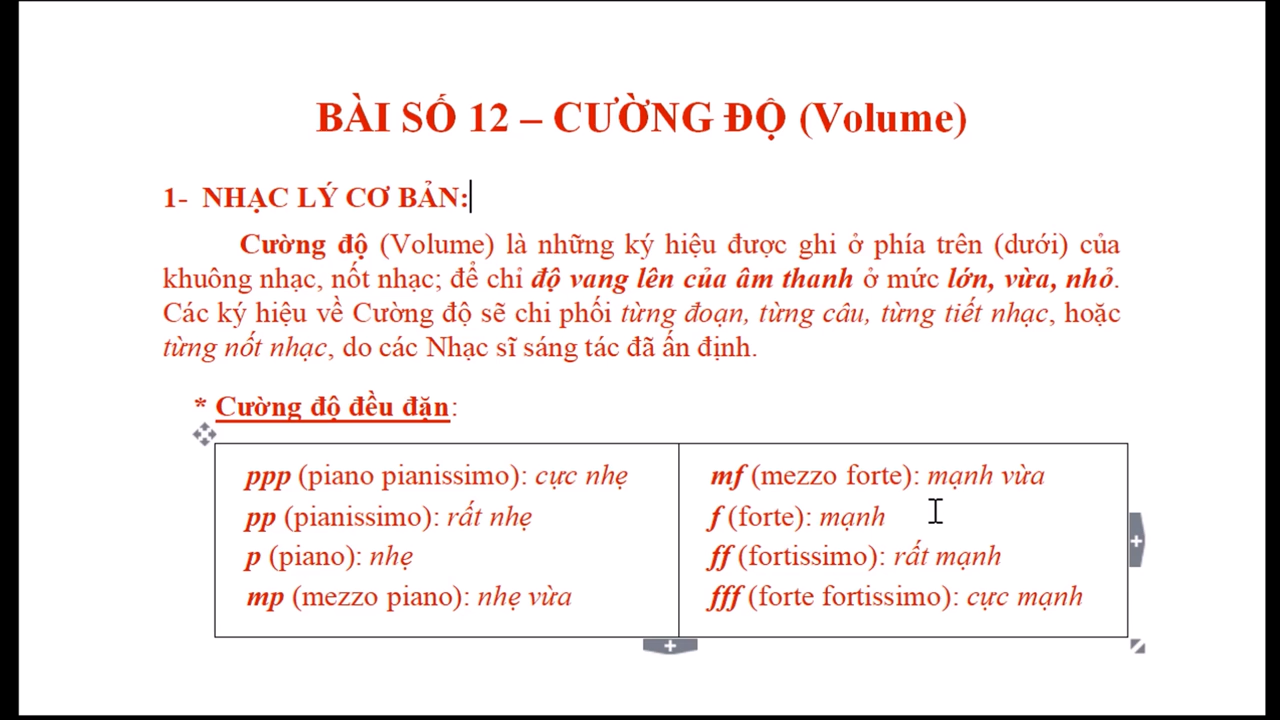 BÀI SỐ 12 – CƯỜNG ĐỘ (Volume)
1- NHẠC LÝ CƠ BẢN:
Cường độ (Volume) là những ký hiệu được ghi ở phía trên (dưới) của
khuông nhạc, nốt nhạc; để chỉ độ vang lên của âm thanh ở mức lớn, vừa, nhỏ.
Các ký hiệu về Cường độ sẽ chi phối từng đoạn, từng câu, từng tiết nhạc, hoặc
từng nốt nhạc, do các Nhạc sĩ sáng tác đã ấn định.
* Cường độ đều đặn:
ppp (piano pianissimo): cực nhẹ
pp (pianissimo): rất nhẹ
p (piano): nhẹ
mp (mezzo piano): nhẹ vừa
mf (mezzo forte): mạnh vừa
f (forte): mạnh
ff (fortissimo): rất mạnh
fff (forte fortissimo): cực mạnh